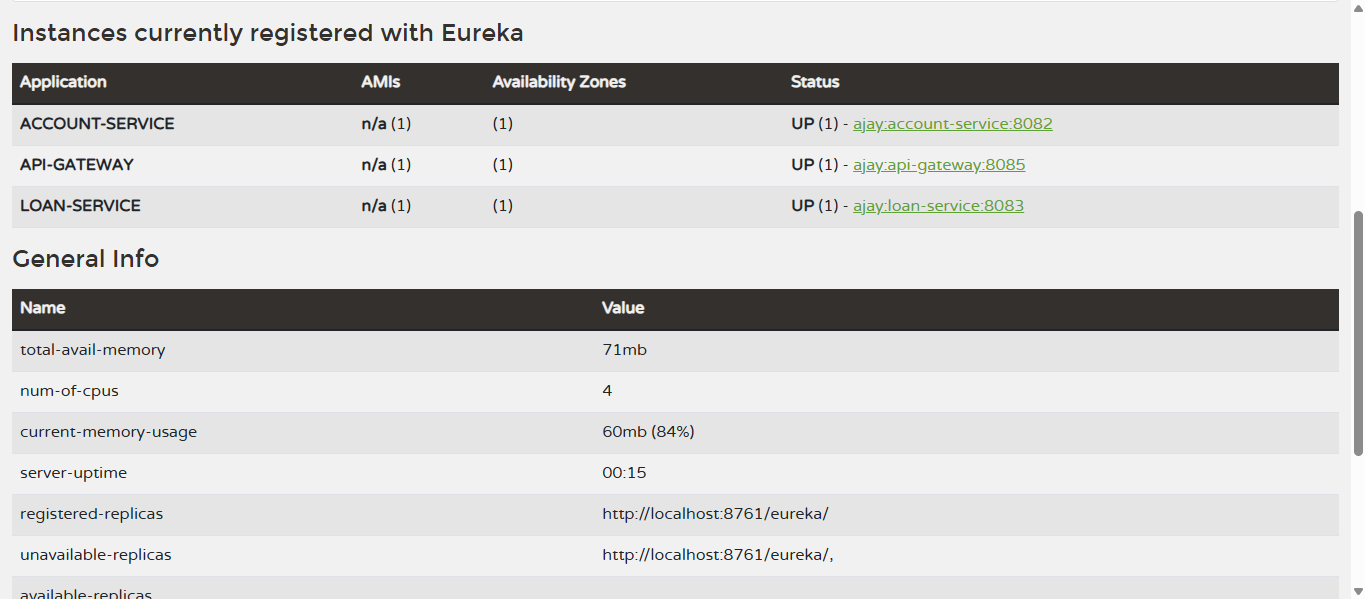 Instances currently registered with Eureka
Application AMIs Availability Zones Status
ACCOUNT-SERVICE n/a (1) (1) UP (1) - ajay:account-service:8082
API-GATEWAY n/a (1) (1) UP (1) - ajay:api-gateway:8085
LOAN-SERVICE n/a (1) (1) UP (1) - ajay:loan-service:8083
General Info
Name Value
total-avail-memory 71mb
num-of-cpus 4
current-memory-usage 60mb (84%)
server-uptime 00:15
registered-replicas http://localhost:8761/eureka/
unavailable-replicas http://localhost:8761/eureka/,
available-replicas